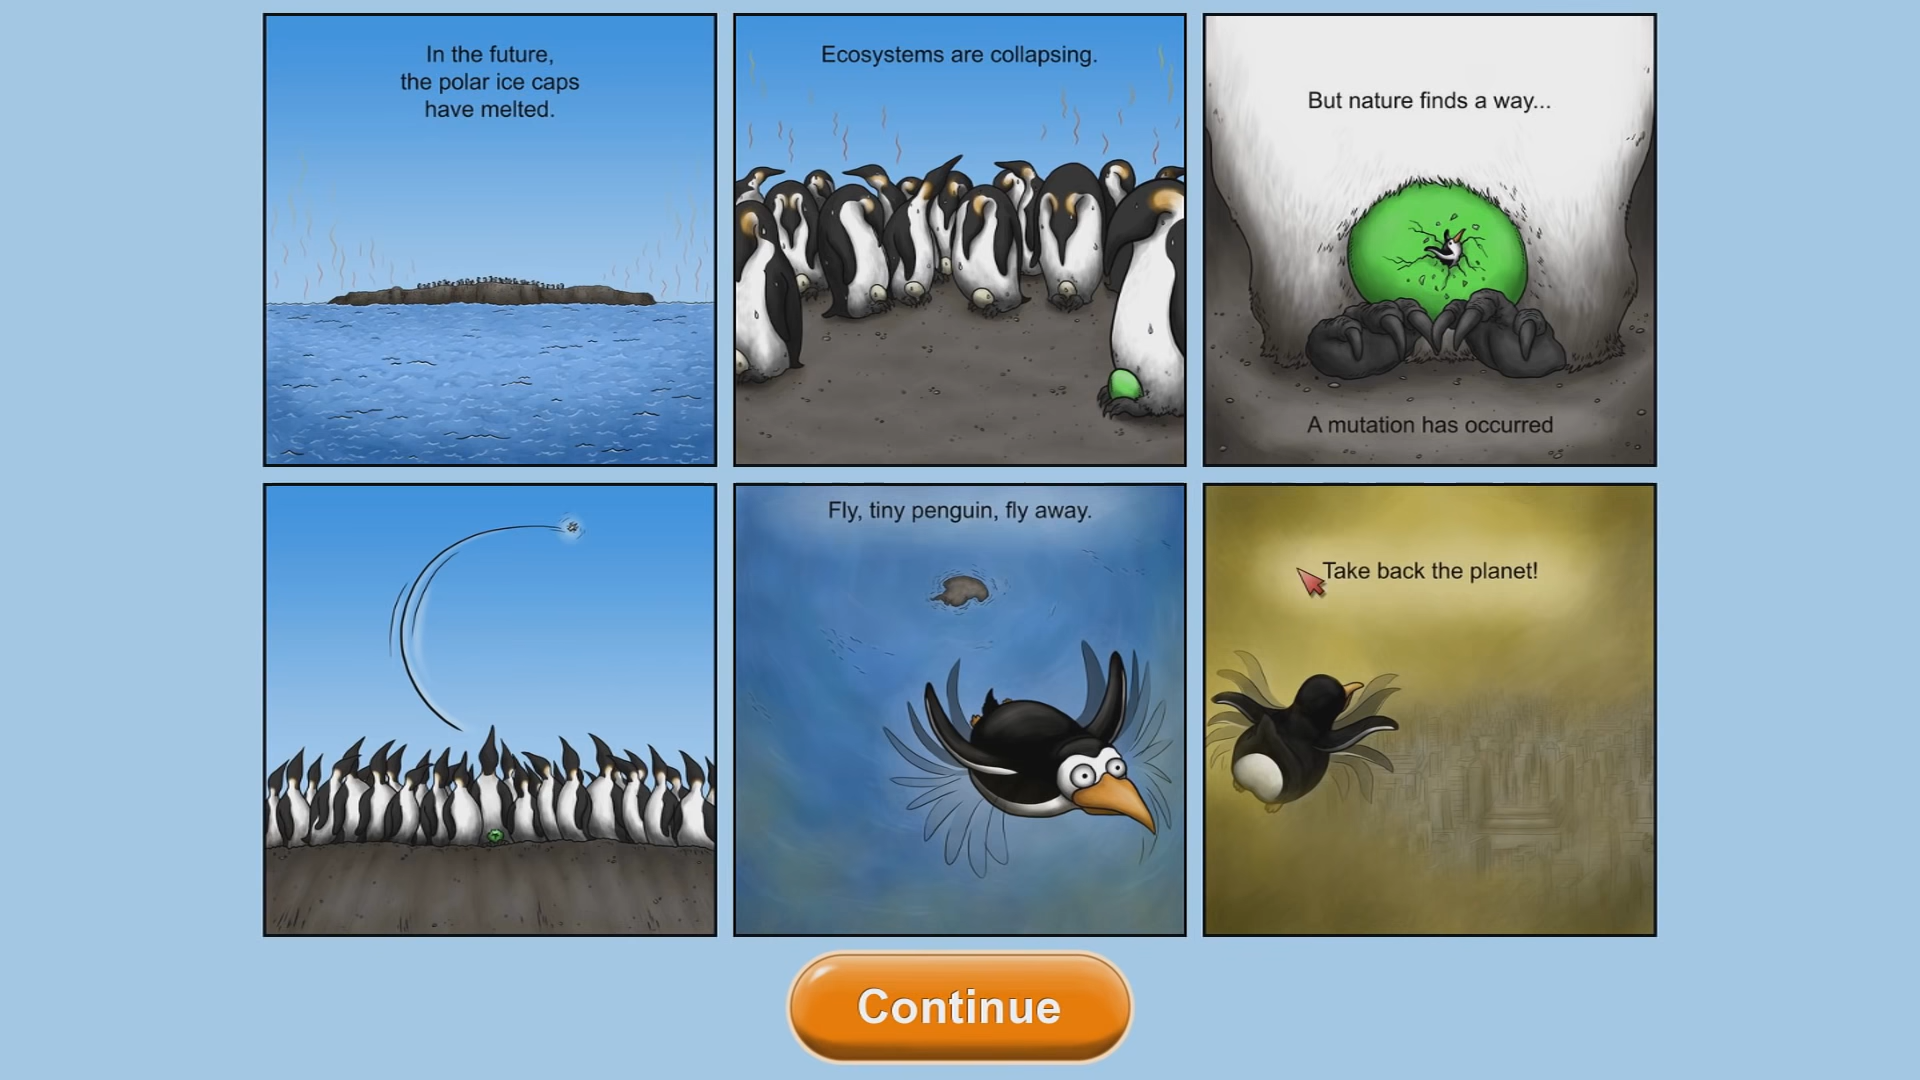 In the future,
the polar ice caps
have melted.
Ecosystems are collapsing.
But nature finds a way...
A mutation has occurred
Fly, tiny penguin, fly away.
Take back the planet!
Continue